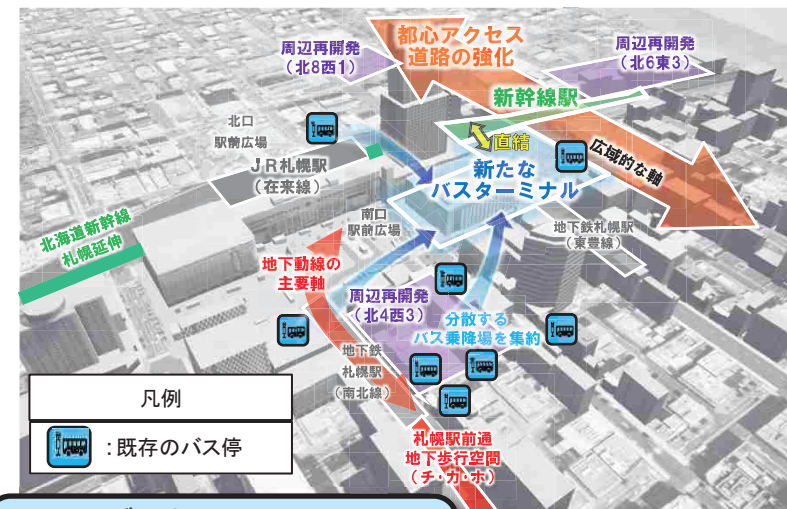 周辺再開発
（北8西1）
都心アクセス
道路の強化
周辺再開発
（北6東3）
新幹線駅
北口
駅前広場
直結
JR札幌駅
（在来線）
新たな
バスターミナル
広域的な軸
南口
駅前広場
地下鉄札幌駅
（東豊線）
北海道新幹線
札幌延伸
地下動線の
主要軸
周辺再開発
（北4西3）
分散する
バス乗降場を集約
地下鉄
札幌駅
（南北線）
凡例
：既存のバス停
札幌駅前通
地下歩行空間
（チ・カ・ホ）